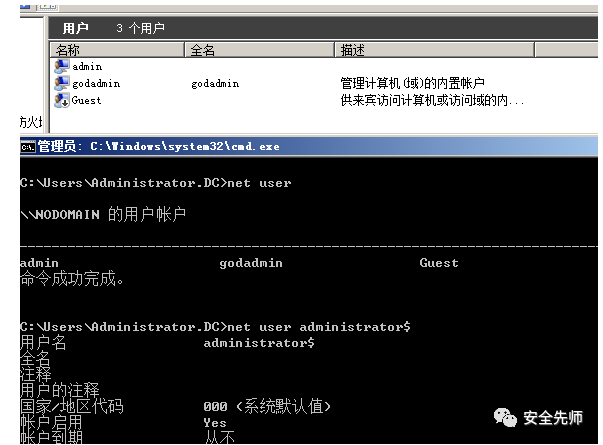 用户 3 个用户
名称 全名 描述
admin
godadmin godadmin 管理计算机(域)的内置帐户
Guest 供来宾访问计算机或访问域的内...
防火
管理员: C:\Windows\system32\cmd.exe
C:\Users\Administrator.DC>net user
\\NODOMAIN 的用户帐户
-------------------------------------------------------------------------------
admin godadmin Guest
命令成功完成。
C:\Users\Administrator.DC>net user administrator$
用户名 administrator$
全名
注释
用户的注释
国家/地区代码 000 (系统默认值)
帐户启用 Yes
帐户到期 从不
安全先师